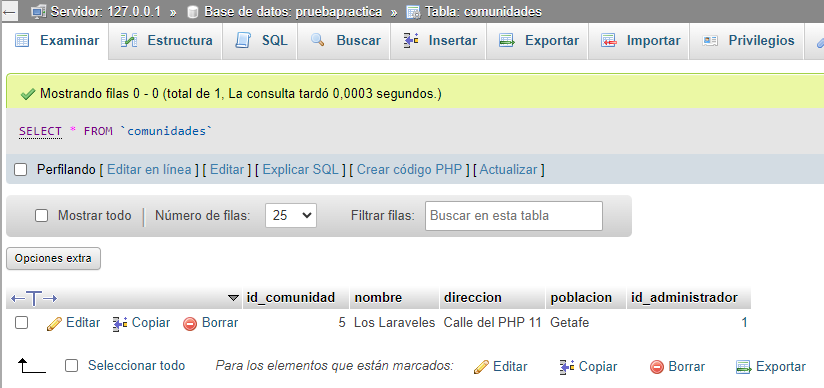 Servidor: 127.0.0.1 » Base de datos: pruebapractica » Tabla: comunidades
Examinar Estructura SQL Buscar Insertar Exportar Importar Privilegios
Mostrando filas 0 - 0 (total de 1, La consulta tardó 0,0003 segundos.)
SELECT * FROM `comunidades`
Perfilando [ Editar en línea ] [ Editar ] [ Explicar SQL ] [ Crear código PHP ] [ Actualizar ]
Mostrar todo Número de filas: 25 Filtrar filas: Buscar en esta tabla
Opciones extra
id_comunidad nombre direccion poblacion id_administrador
Editar Copiar Borrar 5 Los Laraveles Calle del PHP 11 Getafe 1
Seleccionar todo Para los elementos que están marcados: Editar Copiar Borrar Exportar